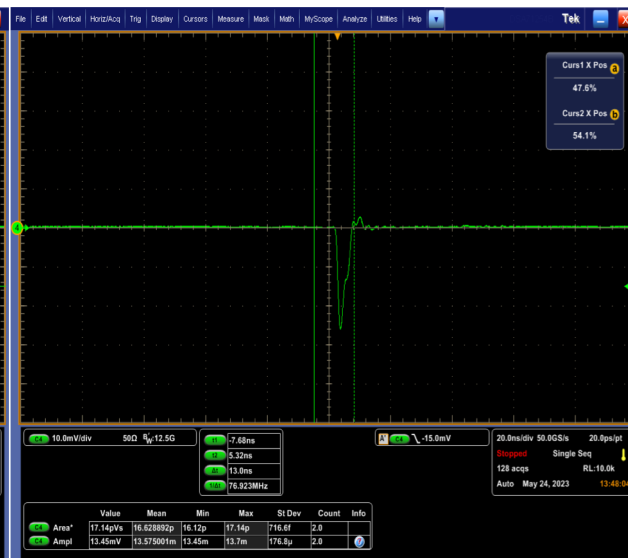 File Edit Vertical Horiz/Acq Trig Display Cursors Measure Mask Math MyScope Analyze Utilities Help Tek
Curs1 X Pos a
47.6%
Curs2 X Pos b
54.1%
4
C4 10.0mV/div 50Ω BW:12.5G
t1 -7.68ns
t2 5.32ns
Δt 13.0ns
1/Δt 76.923MHz
A' C4 -15.0mV
20.0ns/div 50.0GS/s 20.0ps/pt
Stopped Single Seq
128 acqs RL:10.0k
Auto May 24, 2023 13:48:04
Value Mean Min Max St Dev Count Info
C4 Area* 17.14pVs 16.628892p 16.12p 17.14p 716.6f 2.0
C4 Ampl 13.45mV 13.575001m 13.45m 13.7m 176.8µ 2.0